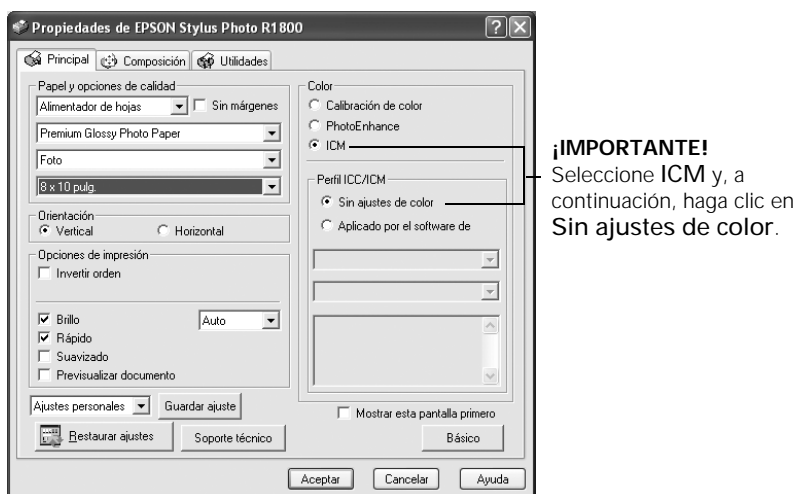 Propiedades de EPSON Stylus Photo R1800
Principal
Composición
Utilidades
Papel y opciones de calidad
Alimentador de hojas
Sin márgenes
Premium Glossy Photo Paper
Foto
8 x 10 pulg.
Orientación
Vertical
Horizontal
Opciones de impresión
Invertir orden
Brillo
Auto
Rápido
Suavizado
Previsualizar documento
Ajustes personales
Guardar ajuste
Restaurar ajustes
Soporte técnico
Color
Calibración de color
PhotoEnhance
ICM
Perfil ICC/ICM
Sin ajustes de color
Aplicado por el software de
Mostrar esta pantalla primero
Básico
Aceptar
Cancelar
Ayuda
¡IMPORTANTE!
Seleccione ICM y, a
continuación, haga clic en
Sin ajustes de color.